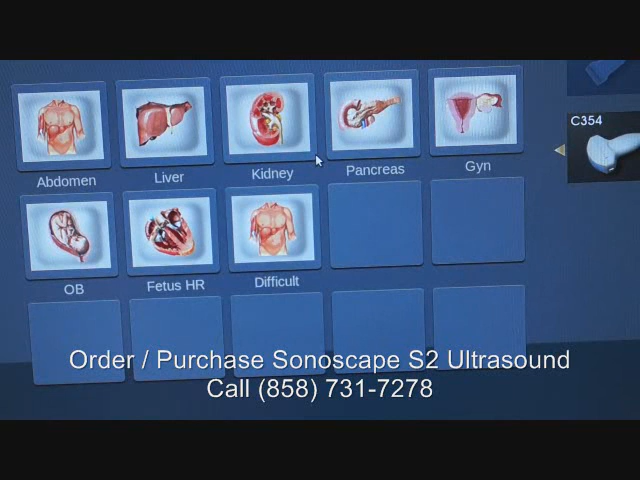 C354
Abdomen
Liver
Kidney
Pancreas
Gyn
OB
Fetus HR
Difficult
Order / Purchase Sonoscape S2 Ultrasound
Call (858) 731-7278